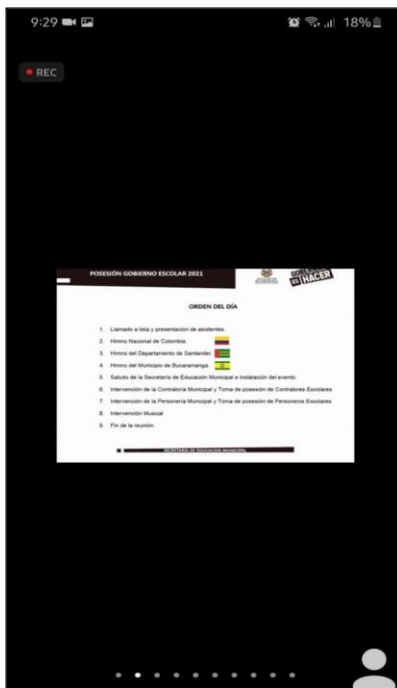 9:29
18%
REC
POSESIÓN GOBIERNO ESCOLAR 2021
GOBERNAR
ES HACER
ORDEN DEL DÍA
1. Llamado a lista y presentación de asistentes.
2. Himno Nacional de Colombia.
3. Himno del Departamento de Santander.
4. Himno del Municipio de Bucaramanga.
5. Saludo de la Secretaría de Educación Municipal e instalación del evento.
6. Intervención de la Contraloría Municipal y Toma de posesión de Contralores Escolares
7. Intervención de la Personería Municipal y Toma de posesión de Personeros Escolares
8. Intervención Musical
9. Fin de la reunión.
SECRETARÍA DE EDUCACIÓN MUNICIPAL